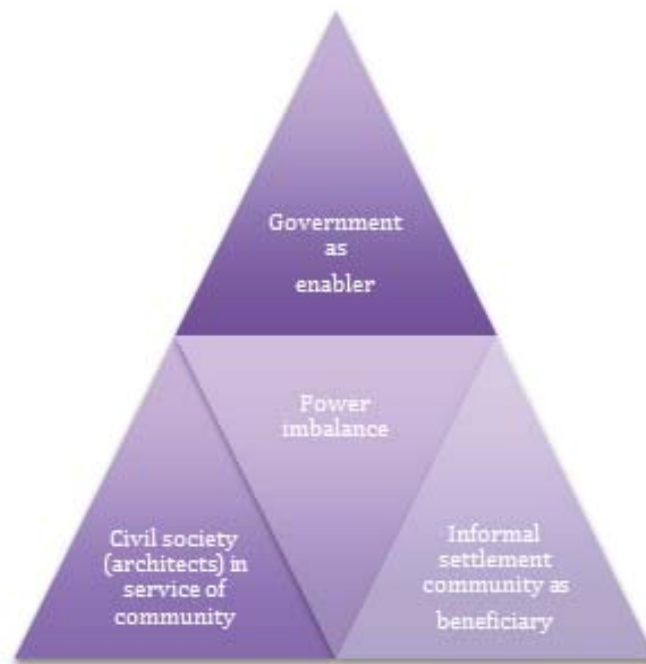 Government
as
enabler
Power
imbalance
Civil society
(architects) in
service of
community
Informal
settlement
community as
beneficiary